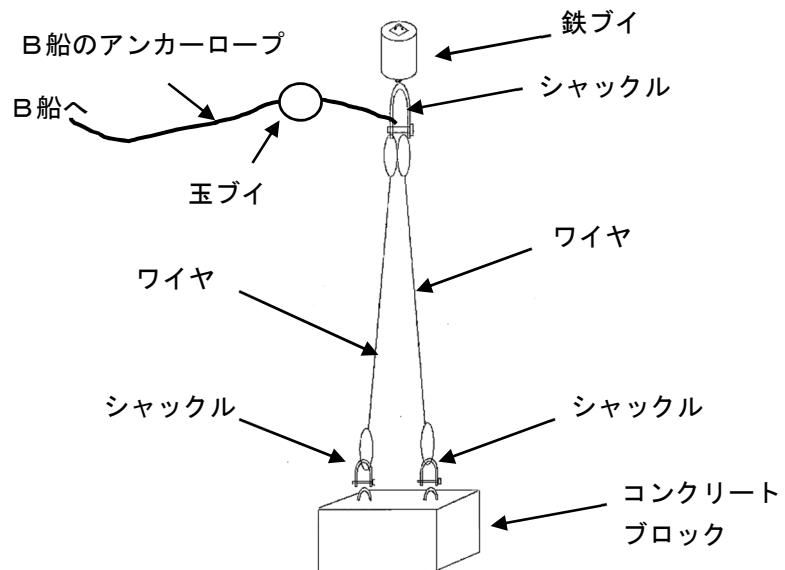 鉄ブイ
B船のアンカーロープ
シャックル
B船へ
玉ブイ
ワイヤ
ワイヤ
シャックル
シャックル
コンクリート
ブロック